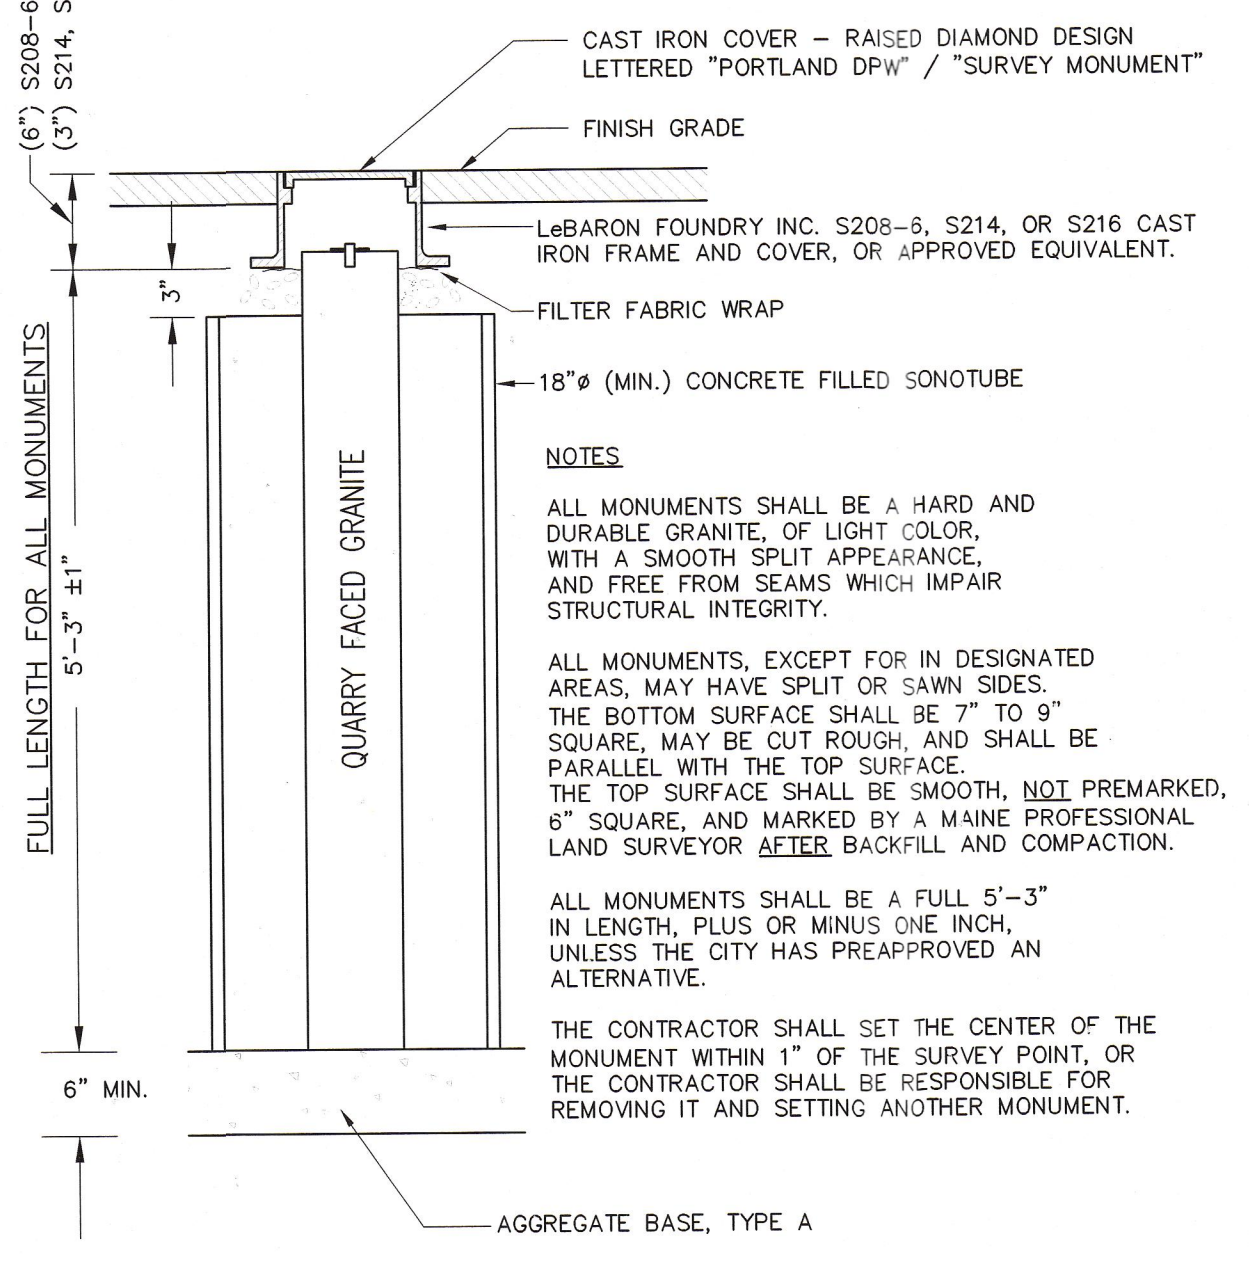 (6") S208-6
(3") S214, S
CAST IRON COVER – RAISED DIAMOND DESIGN
LETTERED "PORTLAND DPW" / "SURVEY MONUMENT"
FINISH GRADE
LeBARON FOUNDRY INC. S208-6, S214, OR S216 CAST
IRON FRAME AND COVER, OR APPROVED EQUIVALENT.
3"
FILTER FABRIC WRAP
18"ø (MIN.) CONCRETE FILLED SONOTUBE
FULL LENGTH FOR ALL MONUMENTS
5'-3" ±1"
QUARRY FACED GRANITE
NOTES
ALL MONUMENTS SHALL BE A HARD AND
DURABLE GRANITE, OF LIGHT COLOR,
WITH A SMOOTH SPLIT APPEARANCE,
AND FREE FROM SEAMS WHICH IMPAIR
STRUCTURAL INTEGRITY.
ALL MONUMENTS, EXCEPT FOR IN DESIGNATED
AREAS, MAY HAVE SPLIT OR SAWN SIDES.
THE BOTTOM SURFACE SHALL BE 7" TO 9"
SQUARE, MAY BE CUT ROUGH, AND SHALL BE
PARALLEL WITH THE TOP SURFACE.
THE TOP SURFACE SHALL BE SMOOTH, NOT PREMARKED,
6" SQUARE, AND MARKED BY A MAINE PROFESSIONAL
LAND SURVEYOR AFTER BACKFILL AND COMPACTION.
ALL MONUMENTS SHALL BE A FULL 5'-3"
IN LENGTH, PLUS OR MINUS ONE INCH,
UNLESS THE CITY HAS PREAPPROVED AN
ALTERNATIVE.
THE CONTRACTOR SHALL SET THE CENTER OF THE
MONUMENT WITHIN 1" OF THE SURVEY POINT, OR
THE CONTRACTOR SHALL BE RESPONSIBLE FOR
REMOVING IT AND SETTING ANOTHER MONUMENT.
6" MIN.
AGGREGATE BASE, TYPE A